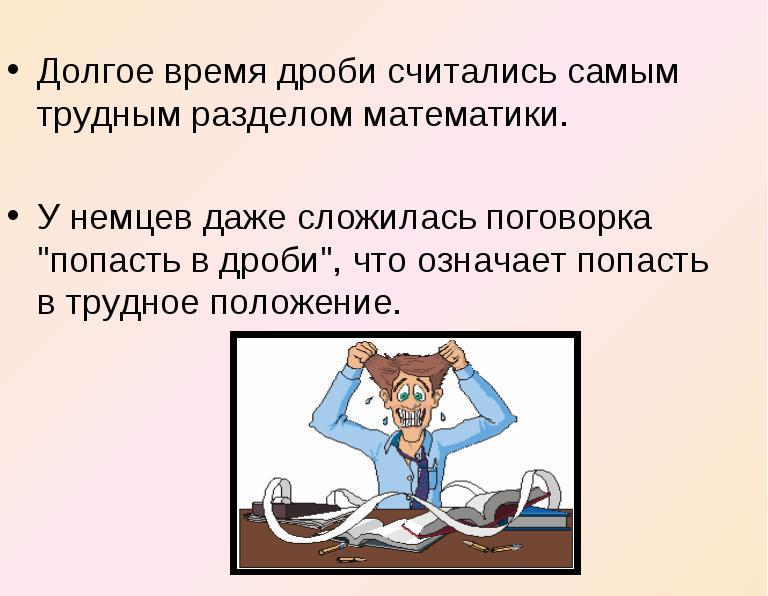 • Долгое время дроби считались самым
трудным разделом математики.
• У немцев даже сложилась поговорка
"попасть в дроби", что означает попасть
в трудное положение.